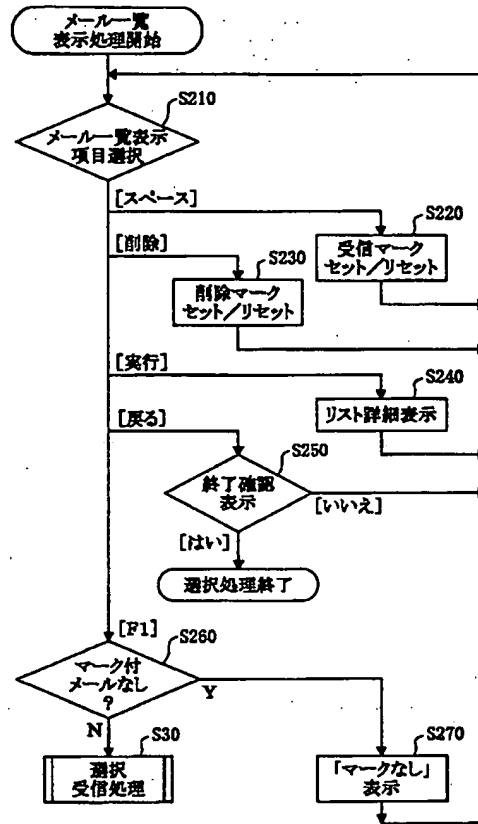 メール一覧
表示処理開始
S210
メール一覧表示
項目選択
[スペース]
S220
受信マーク
セット／リセット
[削除]
S230
削除マーク
セット／リセット
[実行]
S240
リスト詳細表示
[戻る]
S250
終了確認
表示
[いいえ]
[はい]
選択処理終了
[F1]
S260
マーク付
メールなし
?
Y
N
S30
選択
受信処理
S270
「マークなし」
表示